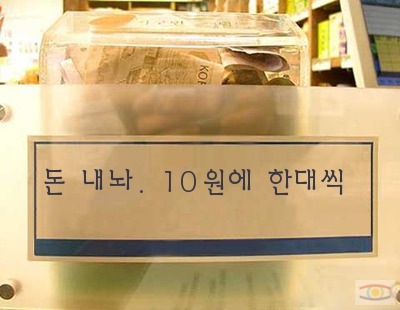 돈 내놔. 10원에 한대씩